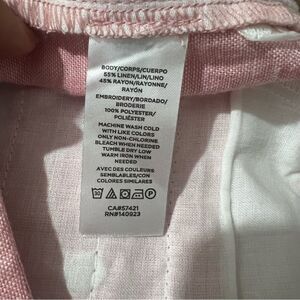 BODY/CORPS/CUERPO
55% LINEN/LIN/LINO
45% RAYON/RAYONNE/
RAYÓN
EMBROIDERY/BORDADO/
BRODERIE
100% POLYESTER/
POLIÉSTER
MACHINE WASH COLD
WITH LIKE COLORS
ONLY NON-CHLORINE
BLEACH WHEN NEEDED
TUMBLE DRY LOW
WARM IRON WHEN
NEEDED
AVEC DES COULEURS
SEMBLABLES/CON
COLORES SIMILARES
CA#57421
RN#140923